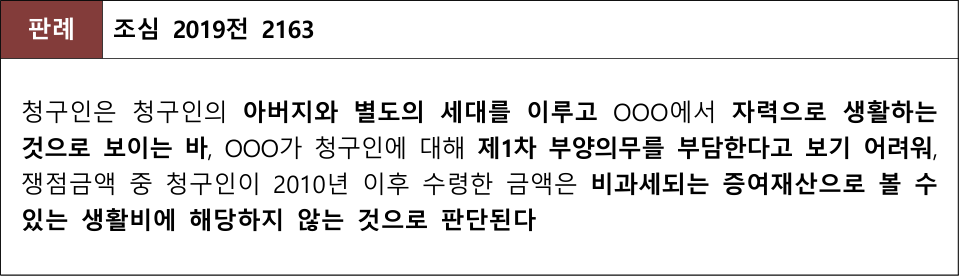 판례 조심 2019전 2163
청구인은 청구인의 아버지와 별도의 세대를 이루고 OOO에서 자력으로 생활하는
것으로 보이는 바, OOO가 청구인에 대해 제1차 부양의무를 부담한다고 보기 어려워,
쟁점금액 중 청구인이 2010년 이후 수령한 금액은 비과세되는 증여재산으로 볼 수
있는 생활비에 해당하지 않는 것으로 판단된다